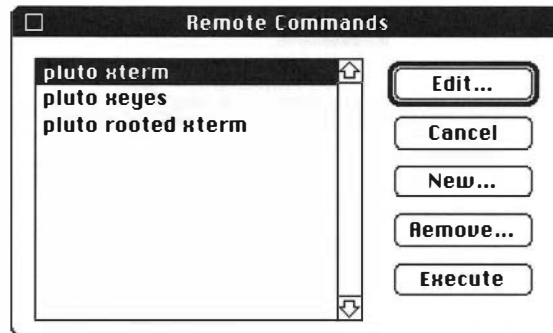 Remote Commands
pluto xterm
pluto xeyes
pluto rooted xterm
Edit...
Cancel
New...
Remove...
Execute